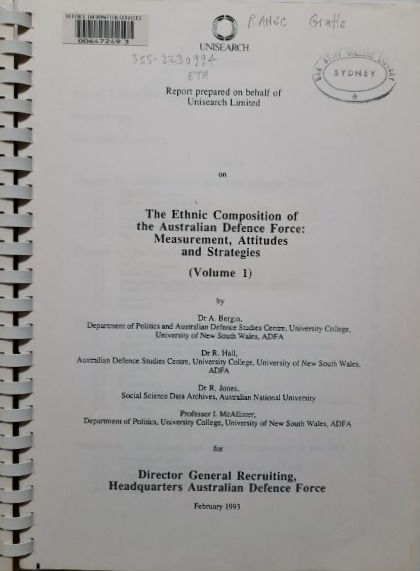 DEFENCE INFORMATION SERVICES
00647249 3
UNISEARCH
355-2230994
ETH
SYDNEY
Report prepared on behalf of
Unisearch Limited
on
The Ethnic Composition of
the Australian Defence Force:
Measurement, Attitudes
and Strategies
(Volume 1)
by
Dr A. Bergin,
Department of Politics and Australian Defence Studies Centre, University College,
University of New South Wales, ADFA
Dr R. Hall,
Australian Defence Studies Centre, University College, University of New South Wales,
ADFA
Dr R. Jones,
Social Science Data Archives, Australian National University
Professor I. McAllister,
Department of Politics, University College, University of New South Wales, ADFA
for
Director General Recruiting,
Headquarters Australian Defence Force
February 1993